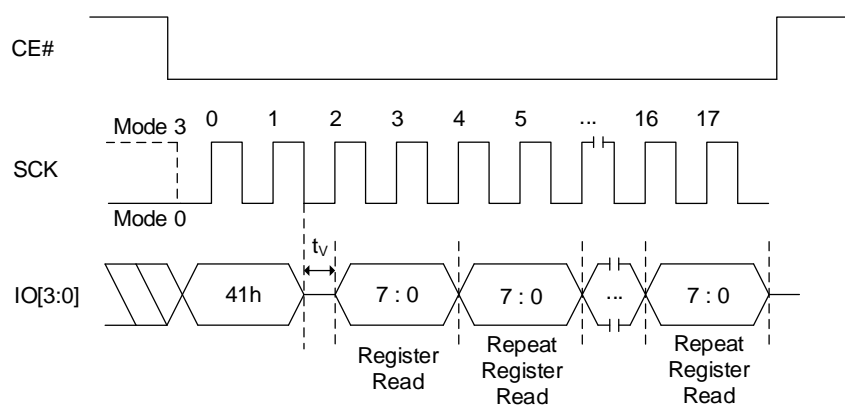 CE#
0 1 2 3 4 5 ... 16 17
Mode 3
SCK
Mode 0
tV
IO[3:0]
41h
7 : 0
7 : 0
...
7 : 0
Register
Read
Repeat
Register
Read
Repeat
Register
Read